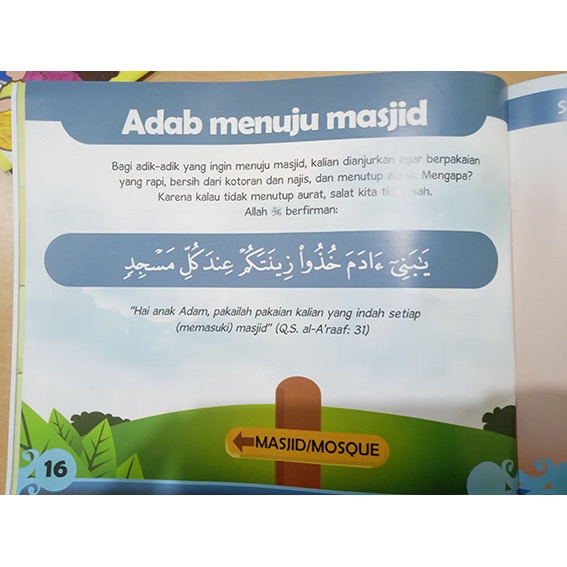 Adab menuju masjid
Bagi adik-adik yang ingin menuju masjid, kalian dianjurkan agar berpakaian
yang rapi, bersih dari kotoran dan najis, dan menutup aurat. Mengapa?
Karena kalau tidak menutup aurat, salat kita tidak sah.
Allah ﷻ berfirman:
يَـٰبَنِىٓ ءَادَمَ خُذُوا۟ زِينَتَكُمْ عِندَ كُلِّ مَسْجِدٍ
"Hai anak Adam, pakailah pakaian kalian yang indah setiap
(memasuki) masjid" (Q.S. al-A'raaf: 31)
MASJID/MOSQUE
16
S